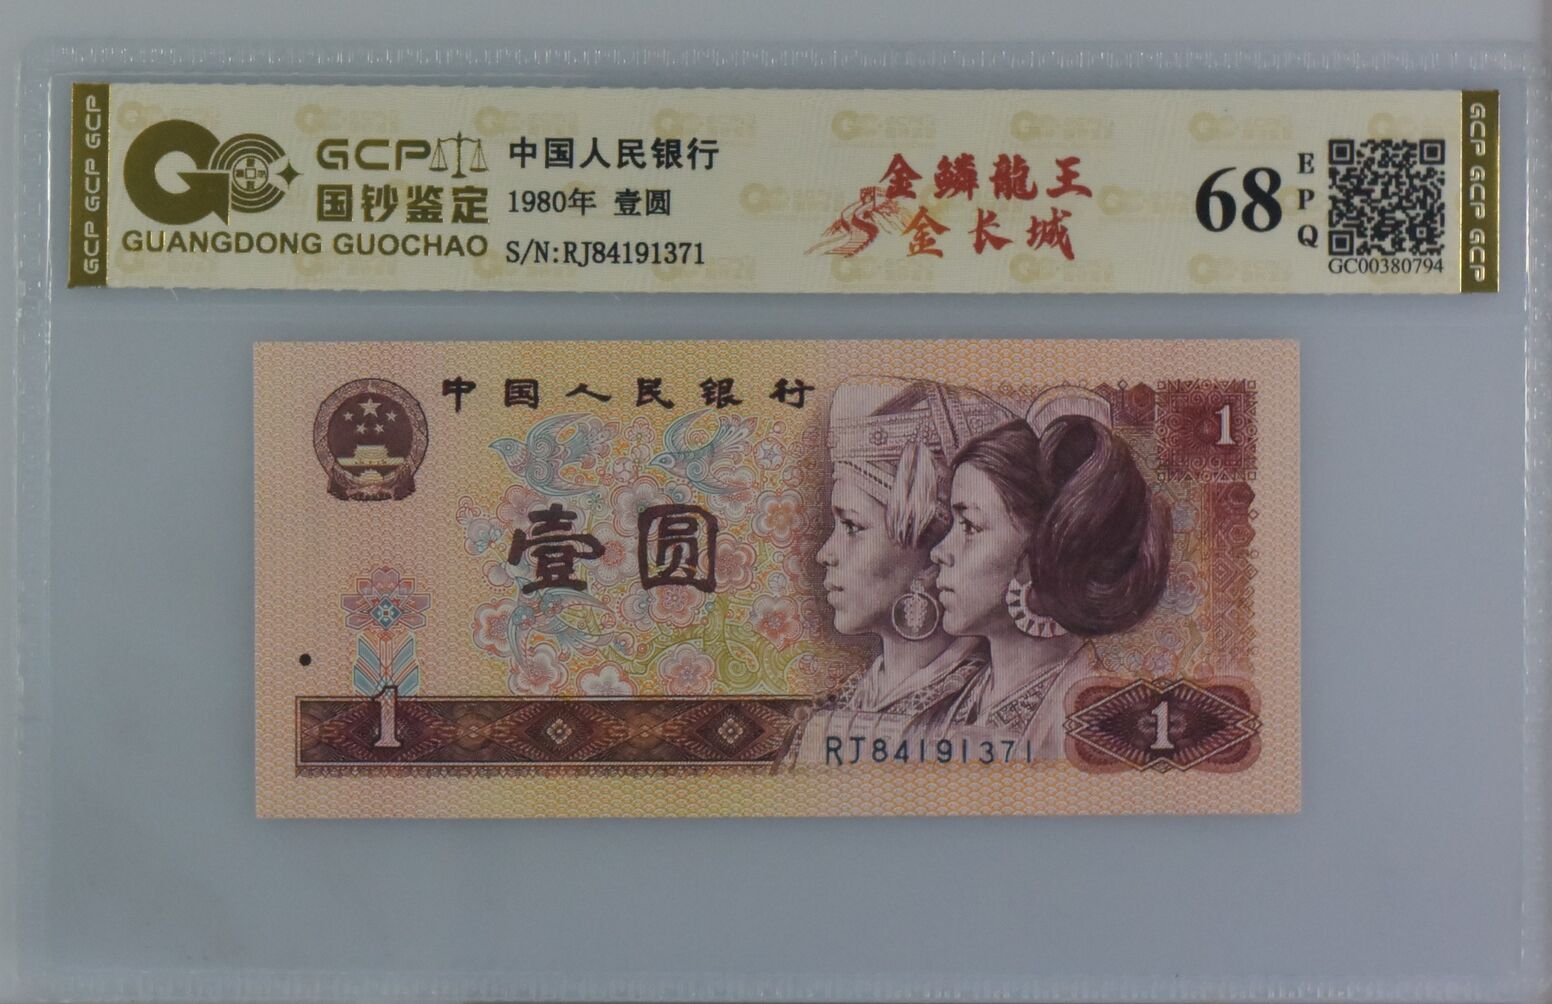 GCP GCP GCP
GCP
国钞鉴定
GUANGDONG GUOCHAO
中国人民银行
1980年 壹圆
S/N:RJ84191371
金鳞龍王
金长城
68
EPQ
GC00380794
GCP GCP GCP
中国人民银行
1
壹圆
1
RJ84191371
1